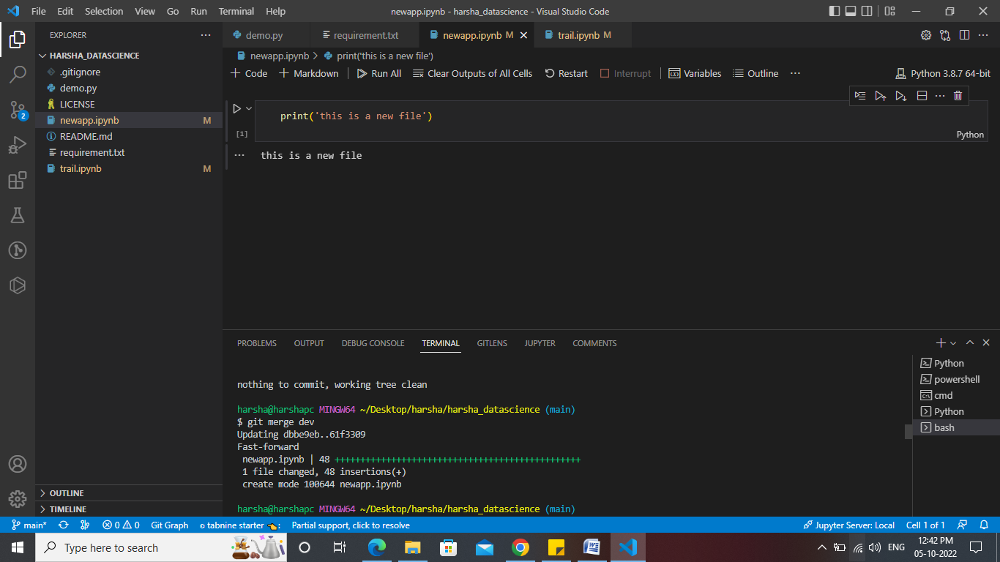 File Edit Selection View Go Run Terminal Help newapp.ipynb - harsha_datascience - Visual Studio Code
EXPLORER
HARSHA_DATASCIENCE
.gitignore
demo.py
LICENSE
newapp.ipynb M
README.md
requirement.txt
trail.ipynb M
OUTLINE
TIMELINE
2
demo.py requirement.txt newapp.ipynb M trail.ipynb M
newapp.ipynb > print('this is a new file')
+ Code + Markdown Run All Clear Outputs of All Cells Restart Interrupt Variables Outline ... Python 3.8.7 64-bit
print('this is a new file')
[1]
Python
this is a new file
PROBLEMS OUTPUT DEBUG CONSOLE TERMINAL GITLENS JUPYTER COMMENTS
nothing to commit, working tree clean
harsha@harshapc MINGW64 ~/Desktop/harsha/harsha_datascience (main)
$ git merge dev
Updating dbbe9eb..61f3309
Fast-forward
newapp.ipynb | 48 ++++++++++++++++++++++++++++++++++++++++++++++++
1 file changed, 48 insertions(+)
create mode 100644 newapp.ipynb
harsha@harshapc MINGW64 ~/Desktop/harsha/harsha_datascience (main)
Python
powershell
cmd
Python
bash
main* 0 0 Git Graph tabnine starter Partial support, click to resolve Jupyter Server: Local Cell 1 of 1
Type here to search
ENG
12:42 PM
05-10-2022